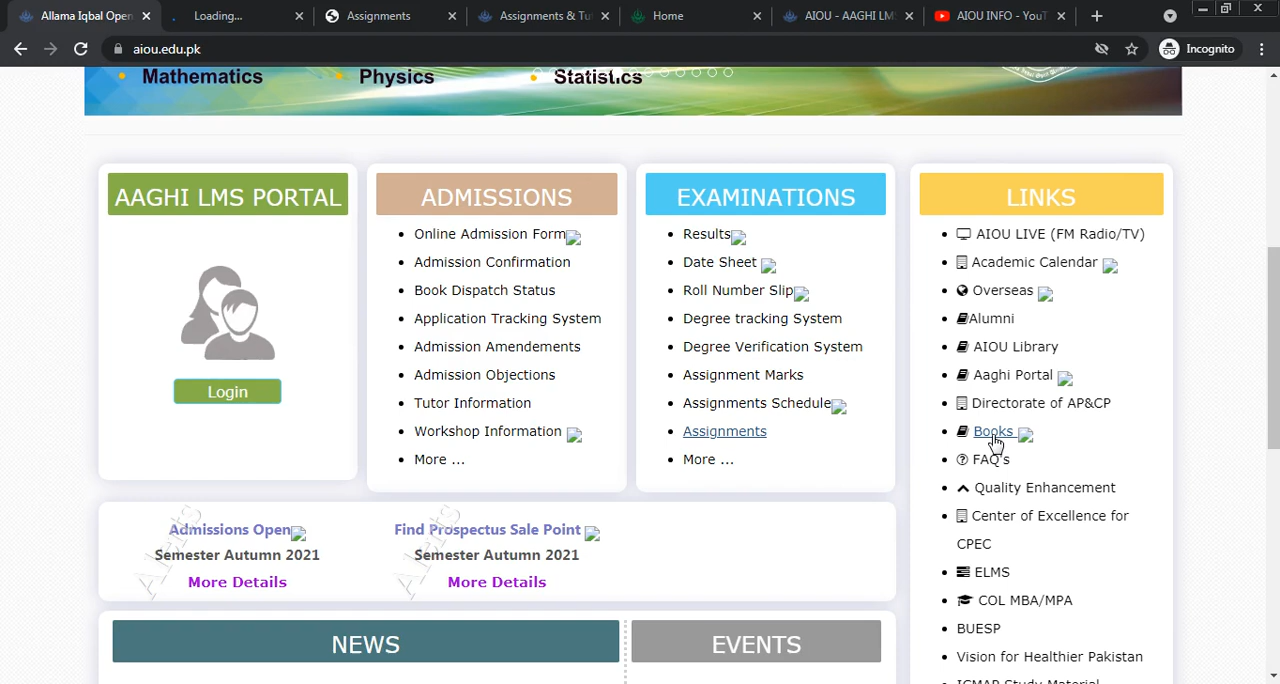 Allama Iqbal Open
Loading...
Assignments
Assignments & Tu
Home
AIOU - AAGHI LM
AIOU INFO - YouT
aiou.edu.pk
Incognito
Mathematics
Physics
Statistics
AAGHI LMS PORTAL
Login
ADMISSIONS
Online Admission Form
Admission Confirmation
Book Dispatch Status
Application Tracking System
Admission Amendements
Admission Objections
Tutor Information
Workshop Information
More ...
EXAMINATIONS
Results
Date Sheet
Roll Number Slip
Degree tracking System
Degree Verification System
Assignment Marks
Assignments Schedule
Assignments
More ...
LINKS
AIOU LIVE (FM Radio/TV)
Academic Calendar
Overseas
Alumni
AIOU Library
Aaghi Portal
Directorate of AP&CP
Books
FAQ's
Quality Enhancement
Center of Excellence for
CPEC
ELMS
COL MBA/MPA
BUESP
Vision for Healthier Pakistan
ICMAP Study Material
Alerts
Admissions Open
Semester Autumn 2021
More Details
Alerts
Find Prospectus Sale Point
Semester Autumn 2021
More Details
NEWS
EVENTS